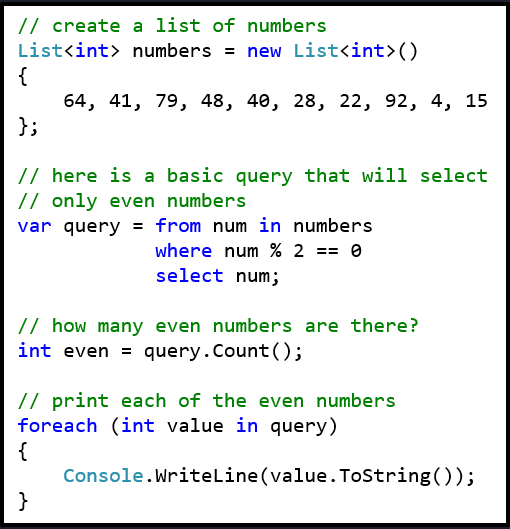 // create a list of numbers
List<int> numbers = new List<int>()
{
    64, 41, 79, 48, 40, 28, 22, 92, 4, 15
};

// here is a basic query that will select
// only even numbers
var query = from num in numbers
            where num % 2 == 0
            select num;

// how many even numbers are there?
int even = query.Count();

// print each of the even numbers
foreach (int value in query)
{
    Console.WriteLine(value.ToString());
}